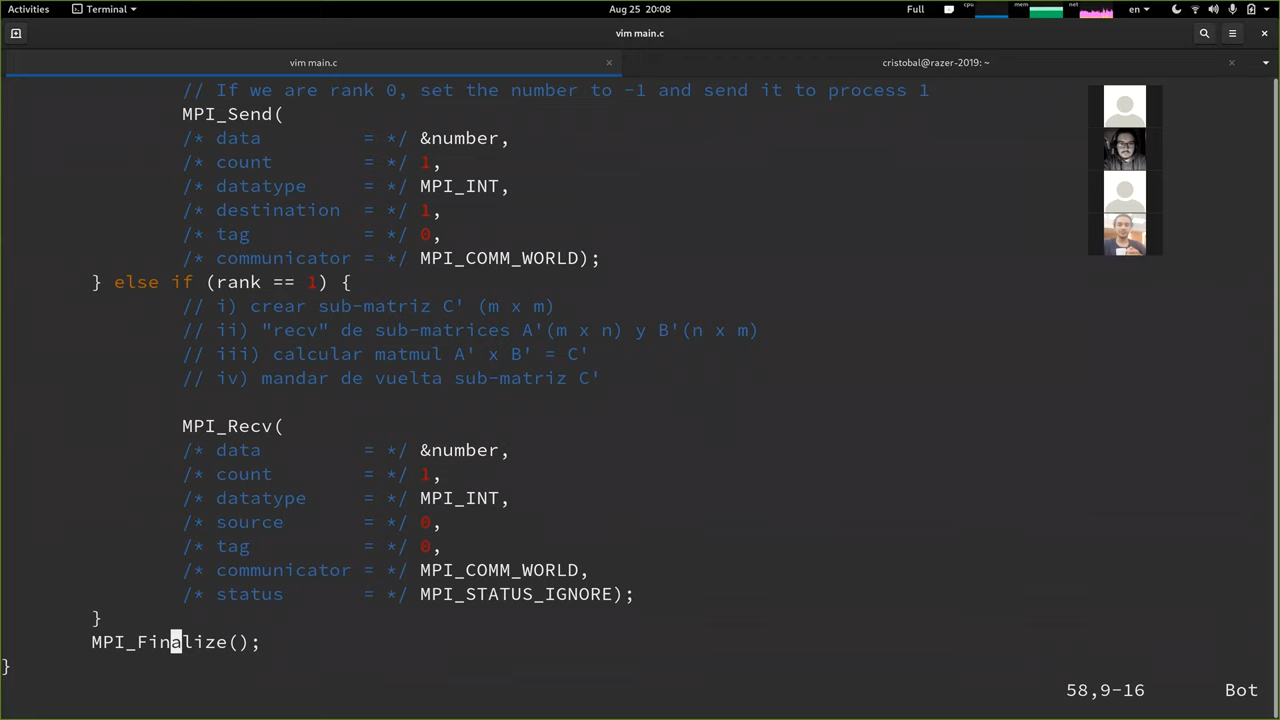 Activities Terminal Aug 25 20:08 Full cpu mem net en
vim main.c
vim main.c × cristobal@razer-2019: ~ ×
// If we are rank 0, set the number to -1 and send it to process 1
MPI_Send(
/* data = */ &number,
/* count = */ 1,
/* datatype = */ MPI_INT,
/* destination = */ 1,
/* tag = */ 0,
/* communicator = */ MPI_COMM_WORLD);
} else if (rank == 1) {
// i) crear sub-matriz C' (m x m)
// ii) "recv" de sub-matrices A'(m x n) y B'(n x m)
// iii) calcular matmul A' x B' = C'
// iv) mandar de vuelta sub-matriz C'
MPI_Recv(
/* data = */ &number,
/* count = */ 1,
/* datatype = */ MPI_INT,
/* source = */ 0,
/* tag = */ 0,
/* communicator = */ MPI_COMM_WORLD,
/* status = */ MPI_STATUS_IGNORE);
}
MPI_Finalize();
}
58,9-16 Bot